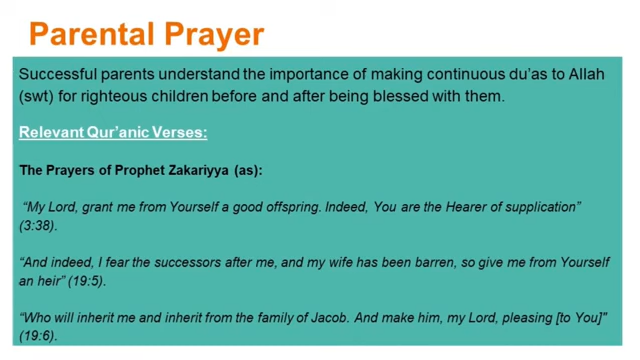 Parental Prayer
Successful parents understand the importance of making continuous du'as to Allah
(swt) for righteous children before and after being blessed with them.
Relevant Qur'anic Verses:
The Prayers of Prophet Zakariyya (as):
“My Lord, grant me from Yourself a good offspring. Indeed, You are the Hearer of supplication”
(3:38).
“And indeed, I fear the successors after me, and my wife has been barren, so give me from Yourself
an heir” (19:5).
“Who will inherit me and inherit from the family of Jacob. And make him, my Lord, pleasing [to You]"
(19:6).